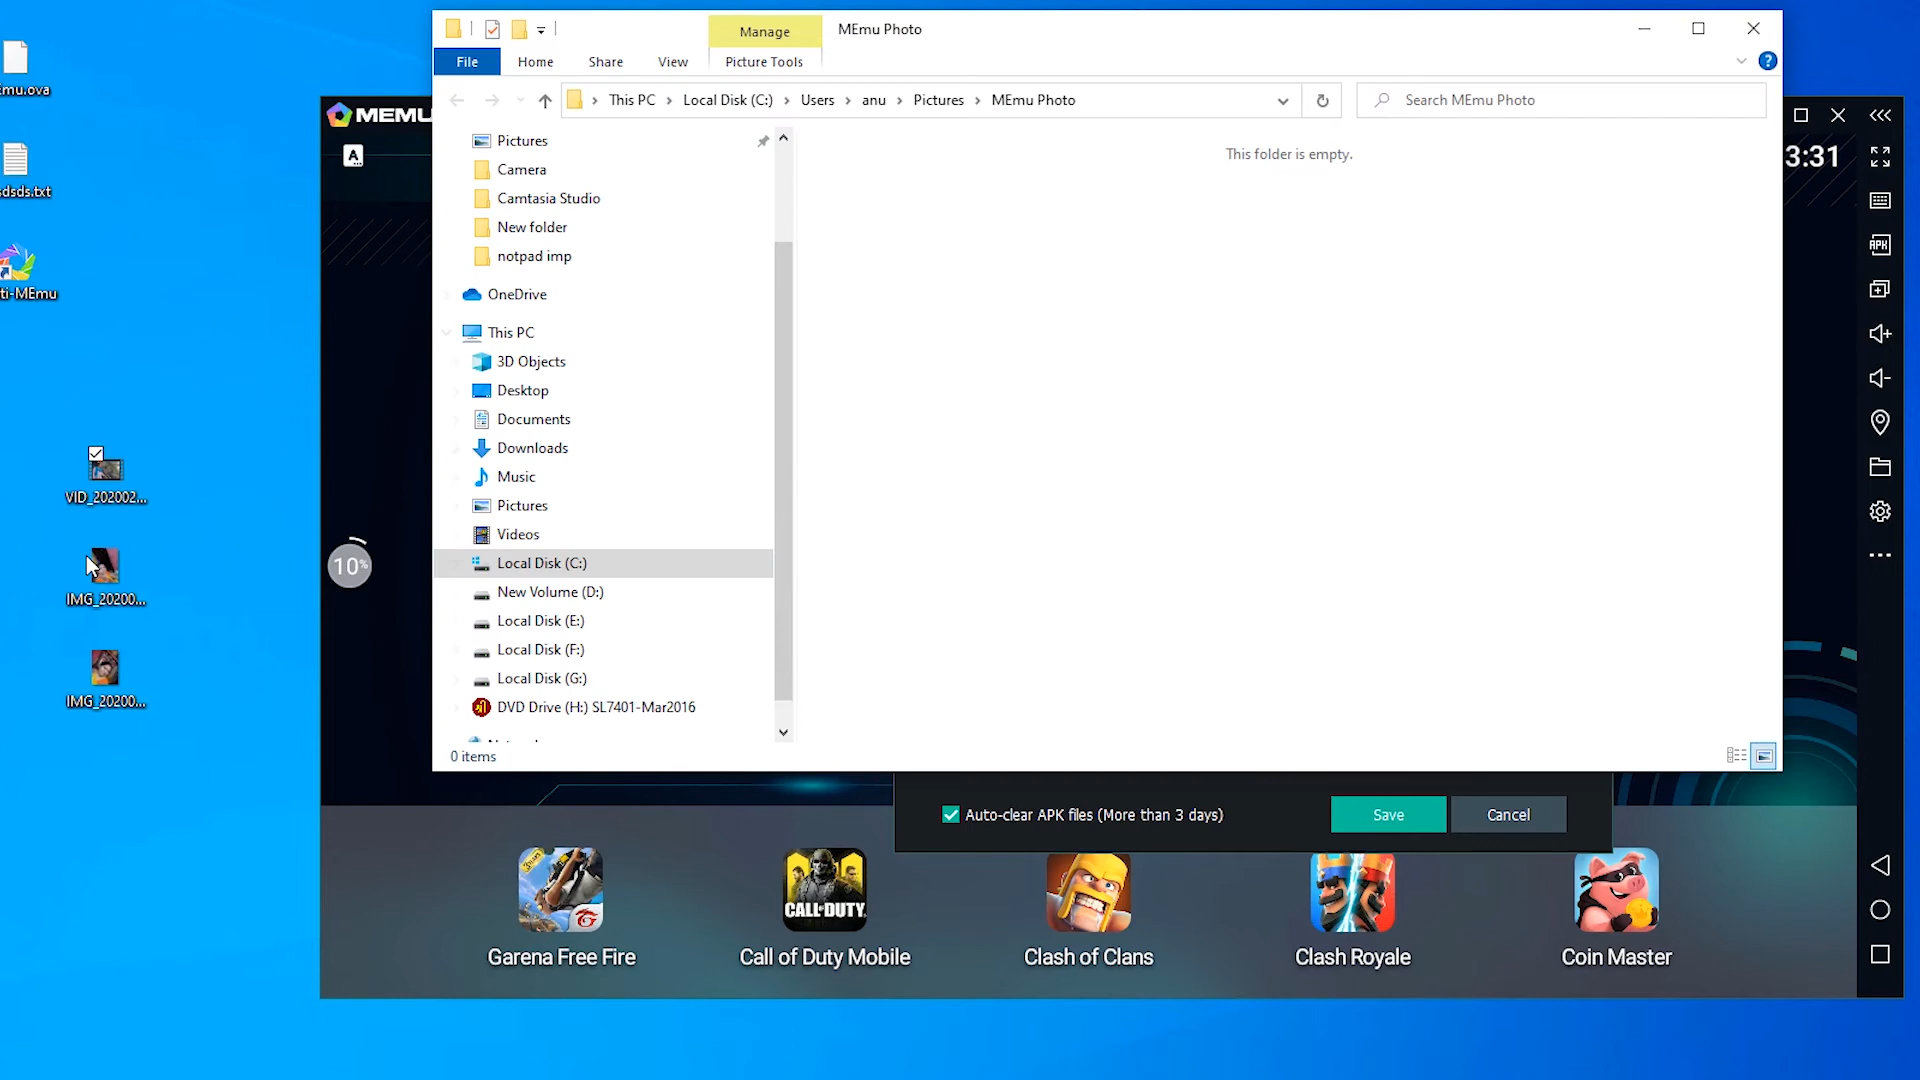 Manage
MEmu Photo
File
Home
Share
View
Picture Tools
This PC
Local Disk (C:)
Users
anu
Pictures
MEmu Photo
Search MEmu Photo
This folder is empty.
Pictures
Camera
Camtasia Studio
New folder
notpad imp
OneDrive
This PC
3D Objects
Desktop
Documents
Downloads
Music
Pictures
Videos
Local Disk (C:)
New Volume (D:)
Local Disk (E:)
Local Disk (F:)
Local Disk (G:)
DVD Drive (H:) SL7401-Mar2016
0 items
emu.ova
dsds.txt
ti-MEmu
VID_202002...
IMG_20200...
IMG_20200...
MEMU
A
10%
3:31
APK
Auto-clear APK files (More than 3 days)
Save
Cancel
CALL OF DUTY
Garena Free Fire
Call of Duty Mobile
Clash of Clans
Clash Royale
Coin Master